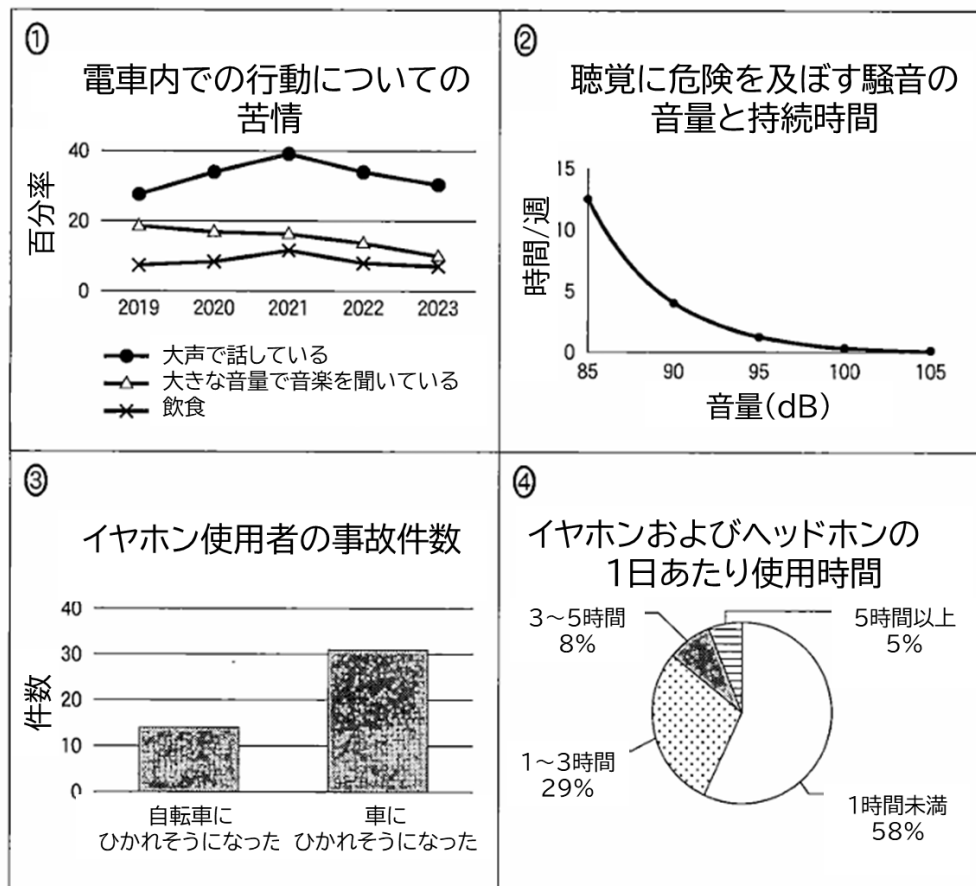 ①
電車内での行動についての
苦情
百分率
40
20
0
2019 2020 2021 2022 2023
大声で話している
大きな音量で音楽を聞いている
飲食
②
聴覚に危険を及ぼす騒音の
音量と持続時間
時間/週
15
10
5
0
85 90 95 100 105
音量(dB)
③
イヤホン使用者の事故件数
件数
40
30
20
10
0
自転車に
ひかれそうになった
車に
ひかれそうになった
④
イヤホンおよびヘッドホンの
1日あたり使用時間
3～5時間
8%
5時間以上
5%
1～3時間
29%
1時間未満
58%